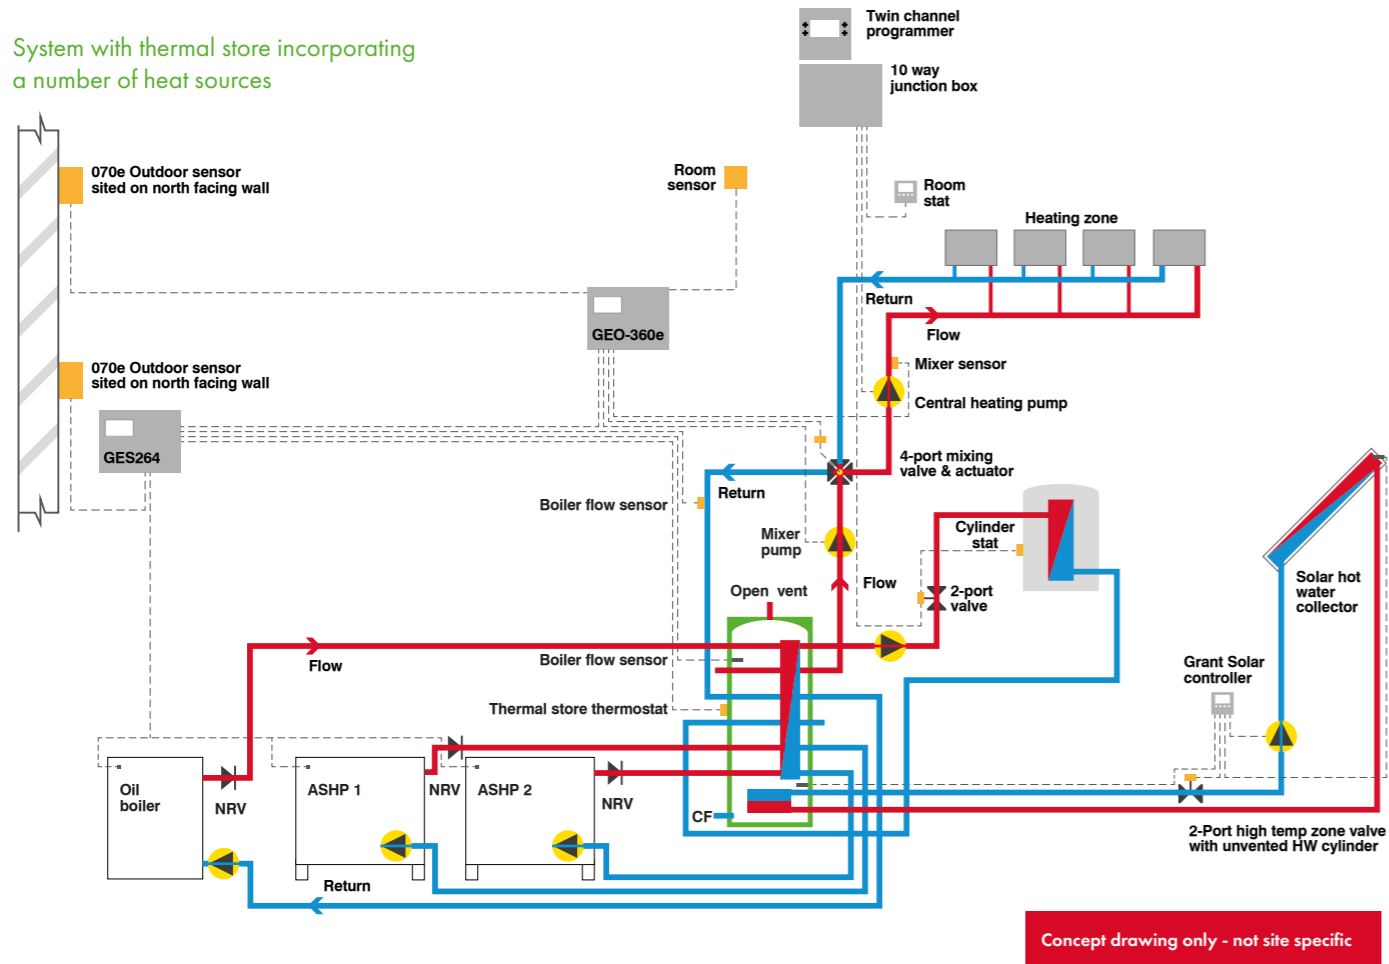 System with thermal store incorporating
a number of heat sources
Twin channel
programmer
10 way
junction box
070e Outdoor sensor
sited on north facing wall
Room
sensor
Room
stat
Heating zone
Return
Flow
GEO-360e
Mixer sensor
Central heating pump
070e Outdoor sensor
sited on north facing wall
GES264
4-port mixing
valve & actuator
Return
Boiler flow sensor
Mixer
pump
Cylinder
stat
Flow
2-port
valve
Open vent
Solar hot
water
collector
Flow
Boiler flow sensor
Grant Solar
controller
Thermal store thermostat
Oil
boiler
NRV
ASHP 1
NRV
ASHP 2
NRV
CF
2-Port high temp zone valve
with unvented HW cylinder
Return
Concept drawing only - not site specific